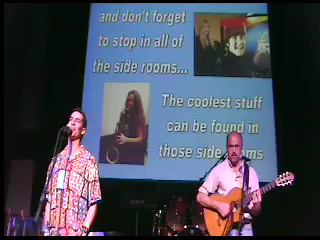 and don't forget
to stop in all of
the side rooms...
The coolest stuff
can be found in
those side rooms